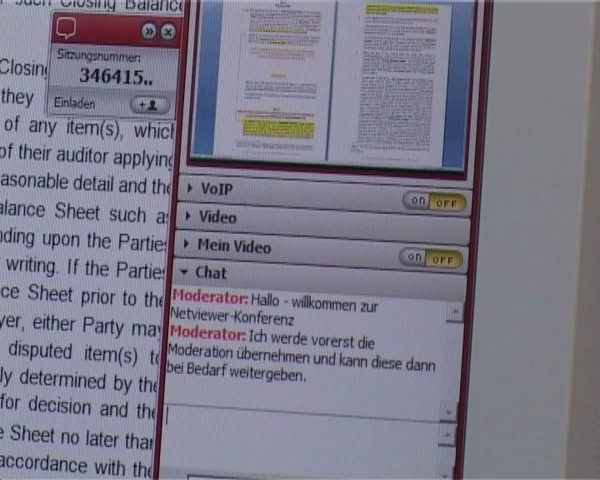 such Closing Balance
Closing
they
of any item(s), which
of their auditor applying
asonable detail and the
alance Sheet such as
ding upon the Parties
writing. If the Parties
ce Sheet prior to the
yer, either Party may
disputed item(s) to
ly determined by the
for decision and the
e Sheet no later than
accordance with the
Sitzungsnummer:
346415..
Einladen
VoIP
on OFF
Video
Mein Video
on OFF
Chat
Moderator: Hallo - willkommen zur
Netviewer-Konferenz
Moderator: Ich werde vorerst die
Moderation übernehmen und kann diese dann
bei Bedarf weitergeben.